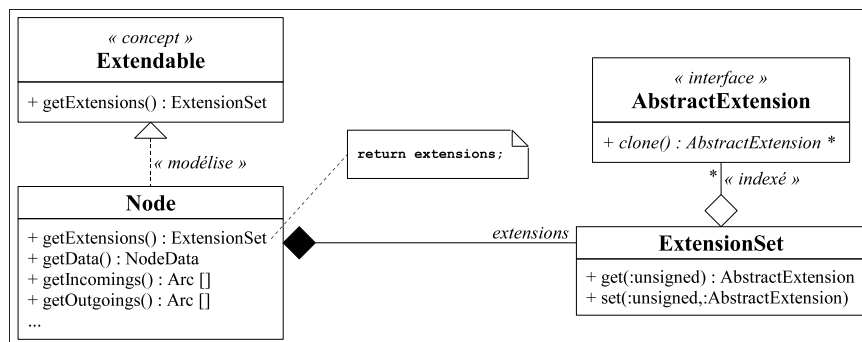 « concept »
Extendable
+ getExtensions() : ExtensionSet
« modélise »
return extensions;
Node
+ getExtensions() : ExtensionSet
+ getData() : NodeData
+ getIncomings() : Arc []
+ getOutgoings() : Arc []
...
extensions
« interface »
AbstractExtension
+ clone() : AbstractExtension *
* « indexé »
ExtensionSet
+ get(:unsigned) : AbstractExtension
+ set(:unsigned,:AbstractExtension)